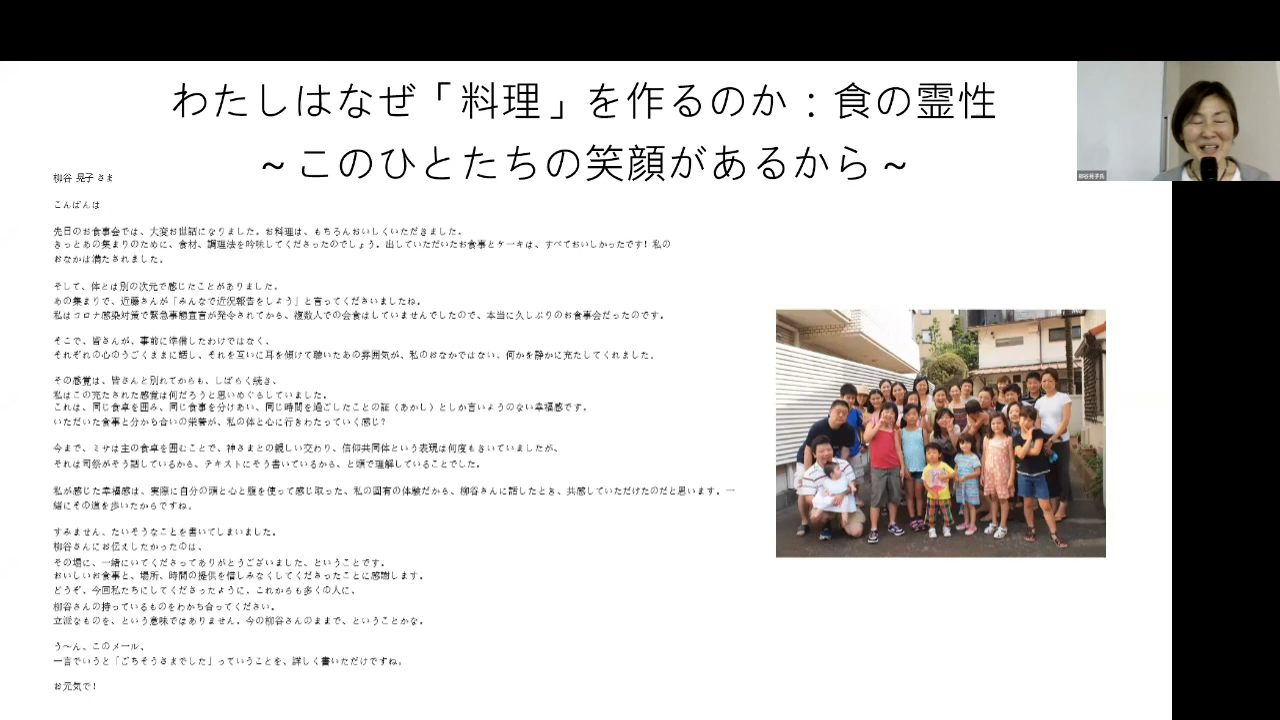 わたしはなぜ「料理」を作るのか：食の霊性
~このひとたちの笑顔があるから~
柳谷 晃子 さま
こんばんは
先日のお食事会では、大変お世話になりました。お料理は、もちろんおいしくいただきました。
きっとあの集まりのために、食材、調理法を吟味してくださったのでしょう。出していただいたお食事とケーキは、すべておいしかったです！私の
おなかは満たされました。
そして、体とは別の次元で感じたことがありました。
あの集まりで、近藤さんが「みんなで近況報告をしよう」と言ってくださいましたね。
私はコロナ感染対策で緊急事態宣言が発令されてから、複数人での会食はしていませんでしたので、本当に久しぶりのお食事会だったのです。
そこで、皆さんが、事前に準備したわけではなく、
それぞれの心のうごくままに話し、それを互いに耳を傾けて聴いたあの雰囲気が、私のおなかではない、何かを静かに充たしてくれました。
その感覚は、皆さんと別れてからも、しばらく続き、
私はこの充たされた感覚は何だろうと思いめぐらしていました。
これは、同じ食卓を囲み、同じ食事を分けあい、同じ時間を過ごしたことの証（あかし）としか言いようのない幸福感です。
いただいた食事と分かち合いの栄養が、私の体と心に行きわたっていく感じ？
今まで、ミサは主の食卓を囲むことで、神さまとの親しい交わり、信仰共同体という表現は何度もきいていましたが、
それは司祭がそう話しているから、テキストにそう書いているから、と頭で理解していることでした。
私が感じた幸福感は、実際に自分の頭と心と腹を使って感じ取った、私の固有の体験だから、柳谷さんに話したとき、共感していただけたのだと思います。一
緒にその道を歩いたからですね。
すみません、たいそうなことを書いてしまいました。
柳谷さんにお伝えしたかったのは、
その場に、一緒にいてくださってありがとうございました、ということです。
おいしいお食事と、場所、時間の提供を惜しみなくしてくださったことに感謝します。
どうぞ、今回私たちにしてくださったように、これからも多くの人に、
柳谷さんの持っているものをわかち合ってください。
立派なものを、という意味ではありません。今の柳谷さんのままで、ということかな。
う～ん、このメール、
一言でいうと「ごちそうさまでした」っていうことを、詳しく書いただけですね。
お元気で！
柳谷晃子氏